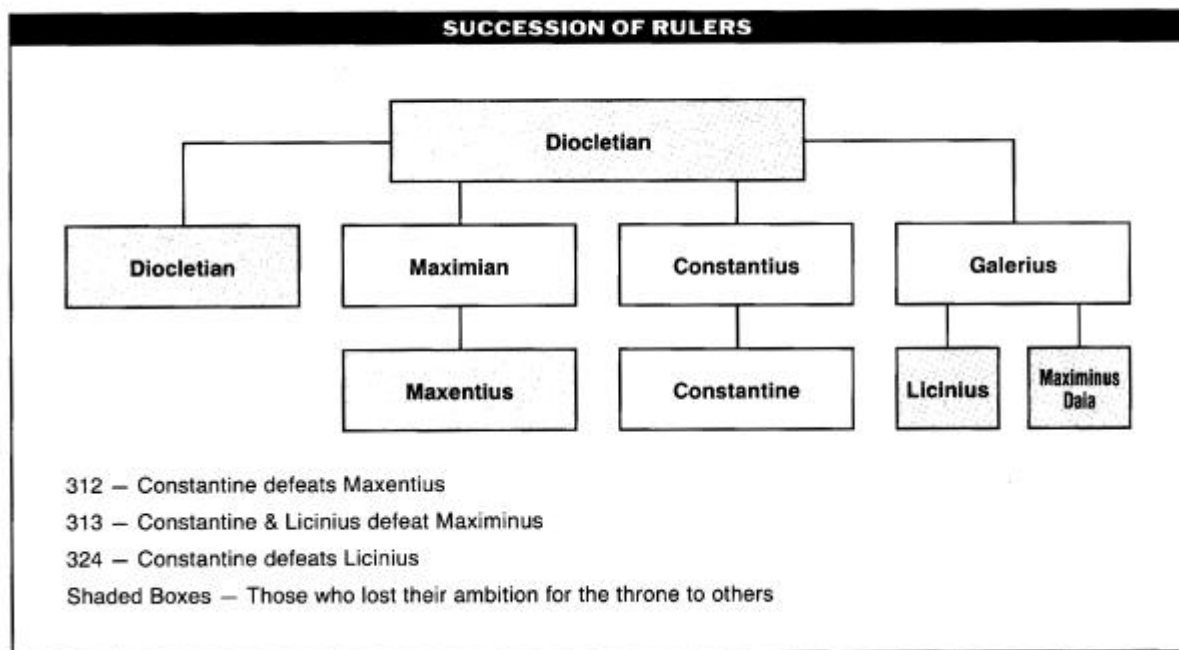 SUCCESSION OF RULERS
Diocletian
Diocletian
Maximian
Constantius
Galerius
Maxentius
Constantine
Licinius
Maximinus
Daia
312 — Constantine defeats Maxentius
313 — Constantine & Licinius defeat Maximinus
324 — Constantine defeats Licinius
Shaded Boxes — Those who lost their ambition for the throne to others